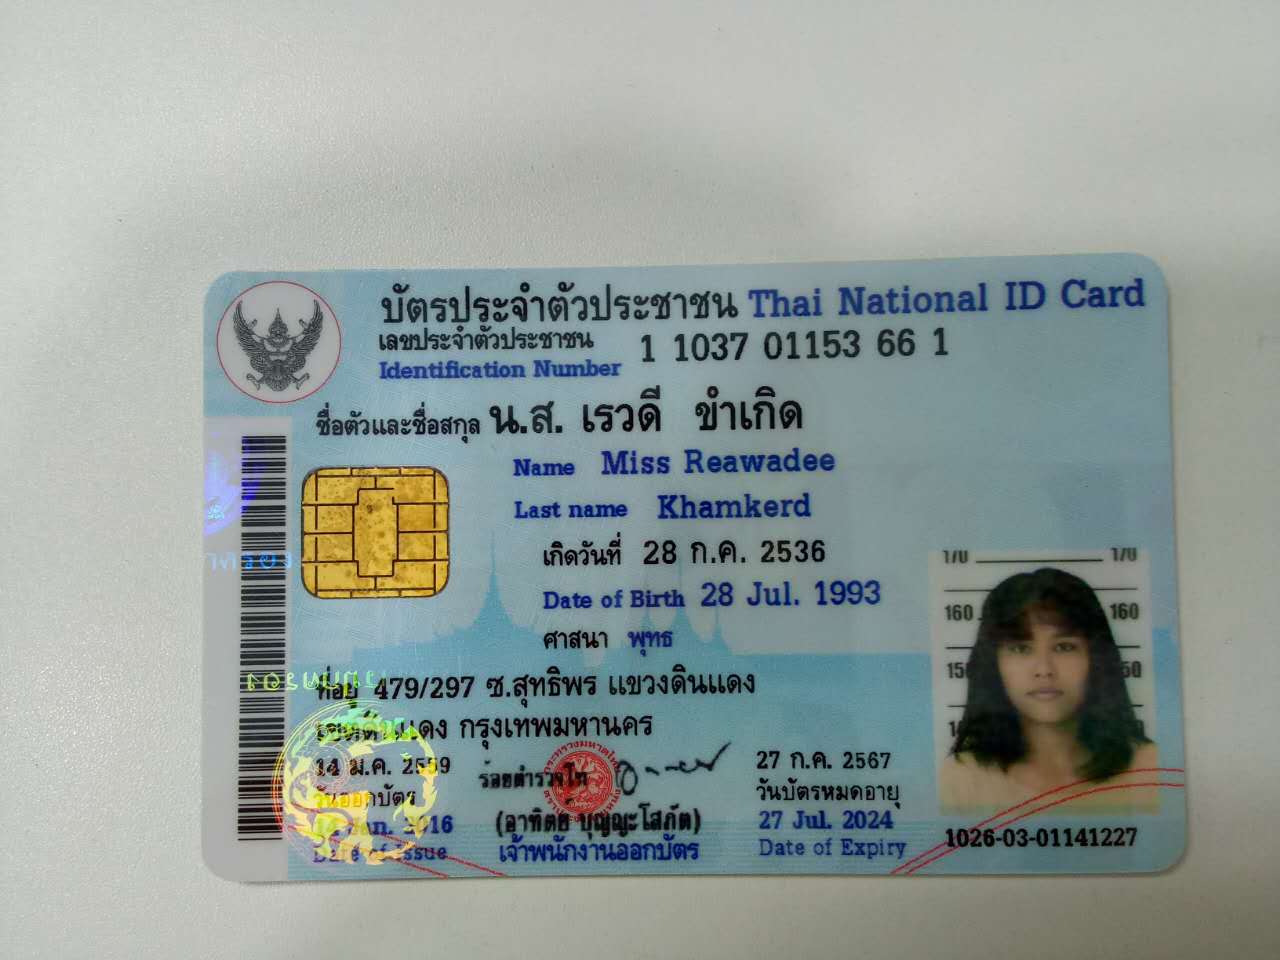 บัตรประจำตัวประชาชน Thai National ID Card
เลขประจำตัวประชาชน 1 1037 01153 66 1
Identification Number
ชื่อตัวและชื่อสกุล น.ส. เรวดี ขำเกิด
Name Miss Reawadee
Last name Khamkerd
เกิดวันที่ 28 ก.ค. 2536
Date of Birth 28 Jul. 1993
ศาสนา พุทธ
ที่อยู่ 479/297 ซ.สุทธิพร แขวงดินแดง
เขตดินแดง กรุงเทพมหานคร
14 ม.ค. 2559
วันออกบัตร
14 Jan. 2016
Date of Issue
ร้อยตำรวจโท
(อาทิตย์ บุญญะโสภัต)
เจ้าพนักงานออกบัตร
27 ก.ค. 2567
วันบัตรหมดอายุ
27 Jul. 2024
Date of Expiry
170 170
160 160
150 150
1026-03-01141227